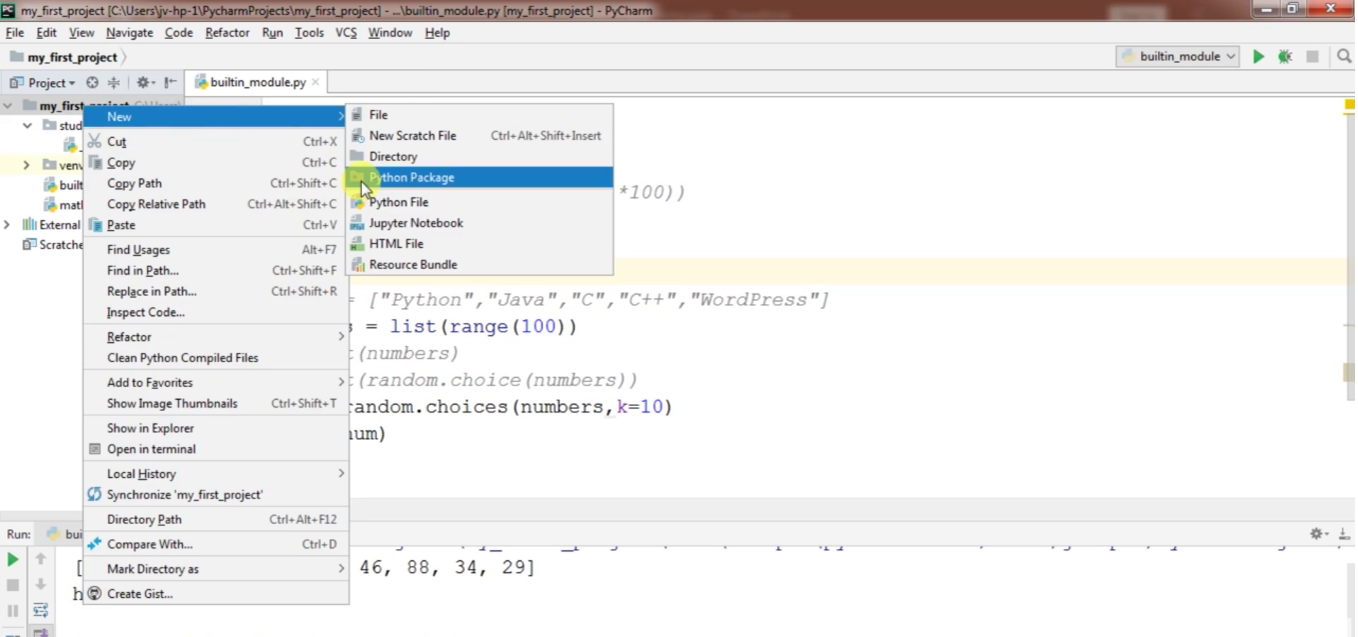 PC my_first_project [C:\Users\jv-hp-1\PycharmProjects\my_first_project] - ...\builtin_module.py [my_first_project] - PyCharm
File Edit View Navigate Code Refactor Run Tools VCS Window Help
my_first_project
builtin_module
Project
builtin_module.py
my_first_project
stud
venv
built
math
External
Scratche
New
Cut Ctrl+X
Copy Ctrl+C
Copy Path Ctrl+Shift+C
Copy Relative Path Ctrl+Alt+Shift+C
Paste Ctrl+V
Find Usages Alt+F7
Find in Path... Ctrl+Shift+F
Replace in Path... Ctrl+Shift+R
Inspect Code...
Refactor
Clean Python Compiled Files
Add to Favorites
Show Image Thumbnails Ctrl+Shift+T
Show in Explorer
Open in terminal
Local History
Synchronize 'my_first_project'
Directory Path Ctrl+Alt+F12
Compare With... Ctrl+D
Mark Directory as
Create Gist...
File
New Scratch File Ctrl+Alt+Shift+Insert
Directory
Python Package
Python File
Jupyter Notebook
HTML File
Resource Bundle
*100))
= ["Python","Java","C","C++","WordPress"]
s = list(range(100))
t(numbers)
t(random.choice(numbers))
random.choices(numbers,k=10)
num)
Run: bui
[ 46, 88, 34, 29]
h